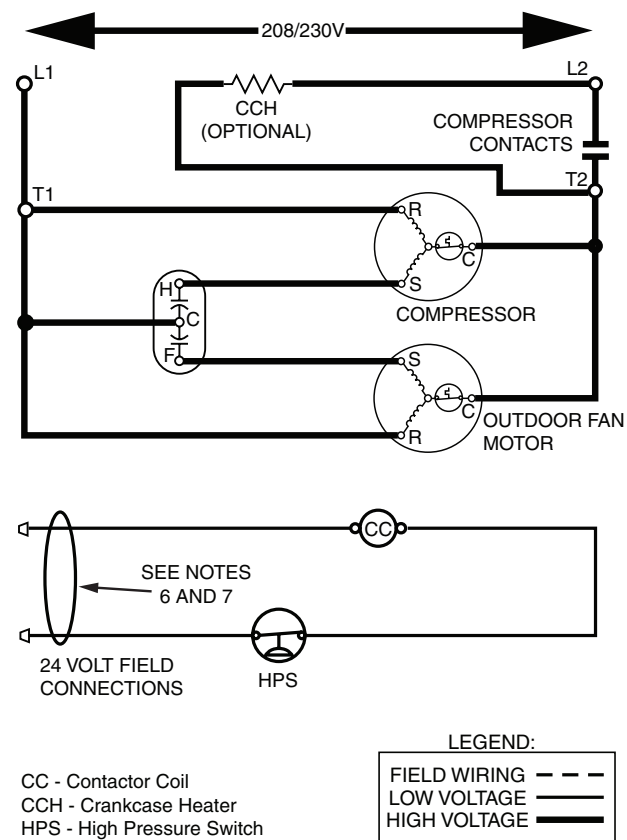 208/230V
L1
L2
CCH
(OPTIONAL)
COMPRESSOR
CONTACTS
T1
T2
R
C
S
COMPRESSOR
H
C
F
S
C
R
OUTDOOR FAN
MOTOR
CC
SEE NOTES
6 AND 7
24 VOLT FIELD
CONNECTIONS
HPS
LEGEND:
FIELD WIRING
LOW VOLTAGE
HIGH VOLTAGE
CC - Contactor Coil
CCH - Crankcase Heater
HPS - High Pressure Switch